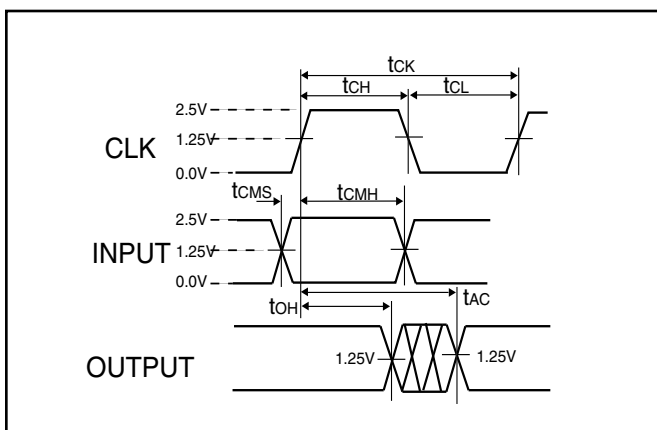 tCK
tCH tCL
2.5V
CLK 1.25V
0.0V
tCMS tCMH
2.5V
INPUT 1.25V
0.0V
tOH tAC
1.25V 1.25V
OUTPUT